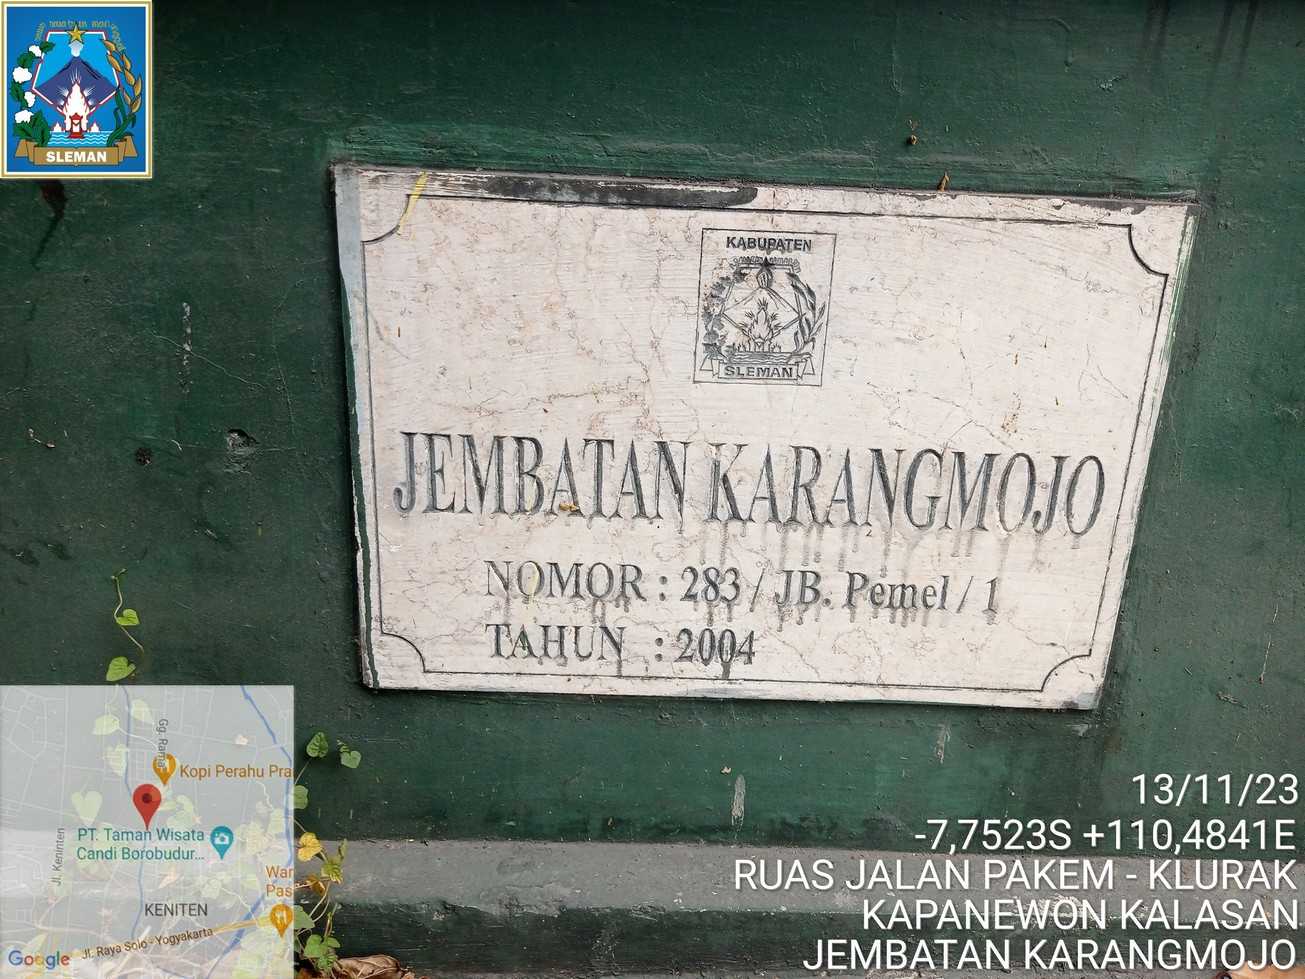 SLEMAN
KABUPATEN
SLEMAN
JEMBATAN KARANGMOJO
NOMOR : 283 / JB. Pemel / 1
TAHUN : 2004
Kopi Perahu Pra
PT. Taman Wisata
Candi Borobudur...
Jl. Keniten
War
Pas
KENITEN
Jl. Raya Solo - Yogyakarta
Google
13/11/23
-7,7523S +110,4841E
RUAS JALAN PAKEM - KLURAK
KAPANEWON KALASAN
JEMBATAN KARANGMOJO